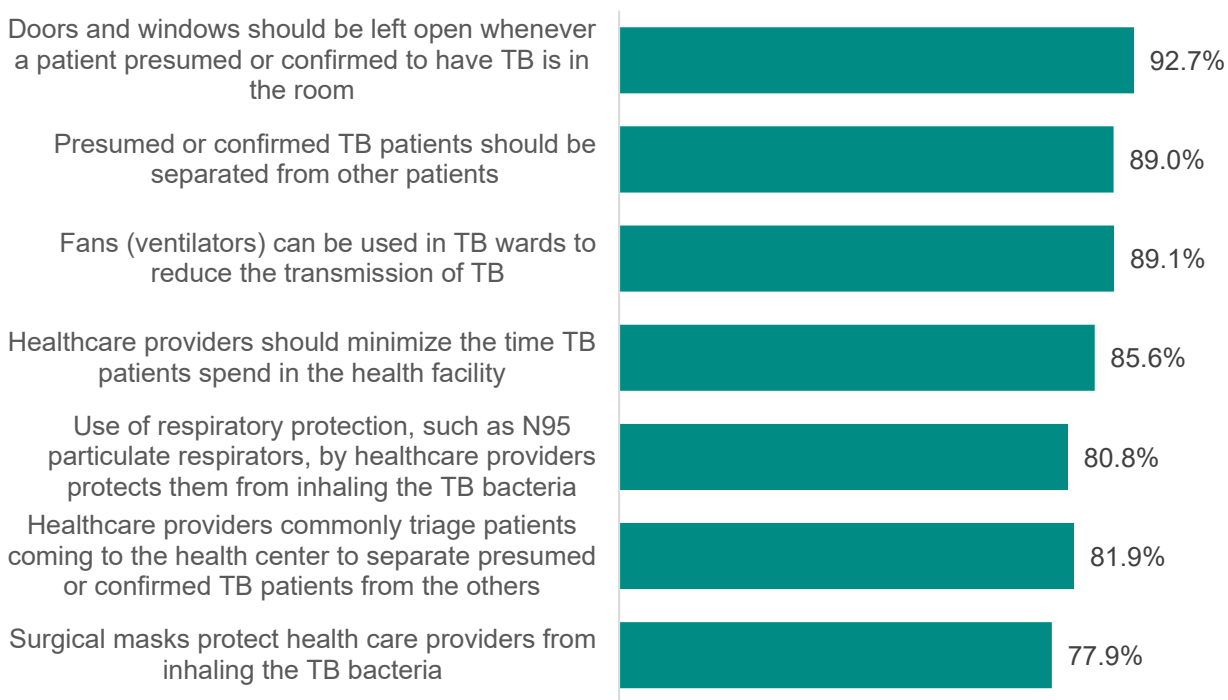 Doors and windows should be left open whenever
a patient presumed or confirmed to have TB is in
the room
92.7%
Presumed or confirmed TB patients should be
separated from other patients
89.0%
Fans (ventilators) can be used in TB wards to
reduce the transmission of TB
89.1%
Healthcare providers should minimize the time TB
patients spend in the health facility
85.6%
Use of respiratory protection, such as N95
particulate respirators, by healthcare providers
protects them from inhaling the TB bacteria
80.8%
Healthcare providers commonly triage patients
coming to the health center to separate presumed
or confirmed TB patients from the others
81.9%
Surgical masks protect health care providers from
inhaling the TB bacteria
77.9%